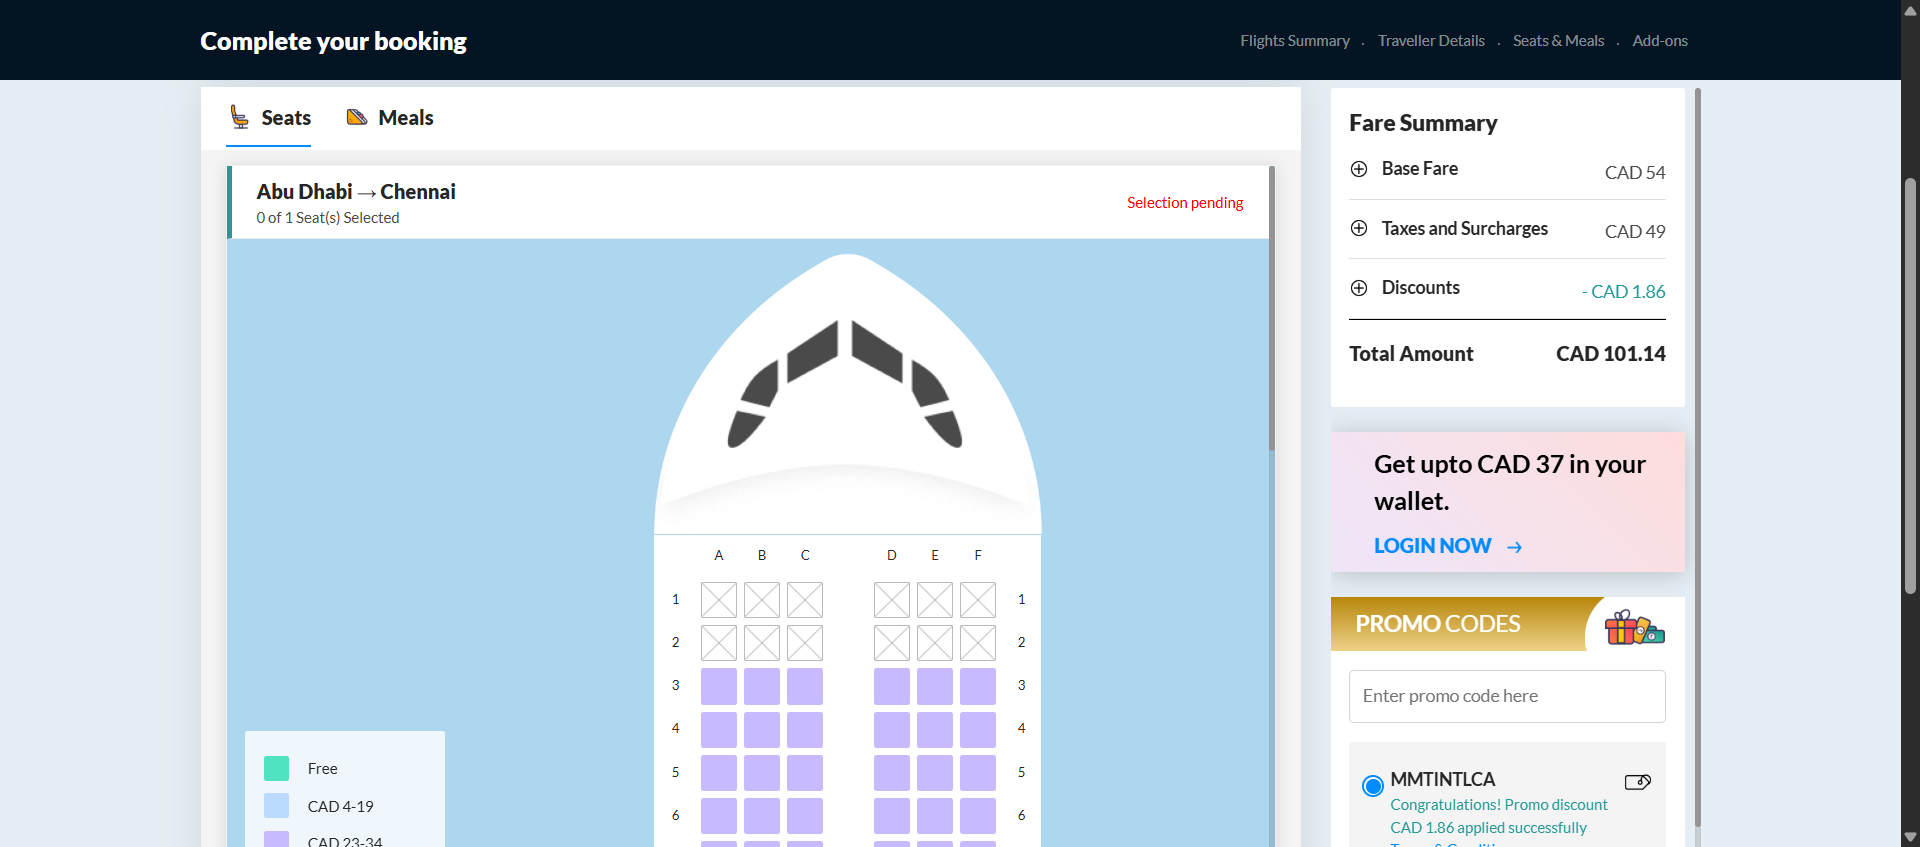 Complete your booking
Flights Summary . Traveller Details . Seats & Meals . Add-ons
Seats Meals
Abu Dhabi → Chennai
0 of 1 Seat(s) Selected
Selection pending
A B C D E F
1 1
2 2
3 3
4 4
5 5
6 6
Free
CAD 4-19
CAD 23-34
Fare Summary
Base Fare CAD 54
Taxes and Surcharges CAD 49
Discounts - CAD 1.86
Total Amount CAD 101.14
Get upto CAD 37 in your
wallet.
LOGIN NOW →
PROMO CODES
Enter promo code here
MMTINTLCA
Congratulations! Promo discount
CAD 1.86 applied successfully